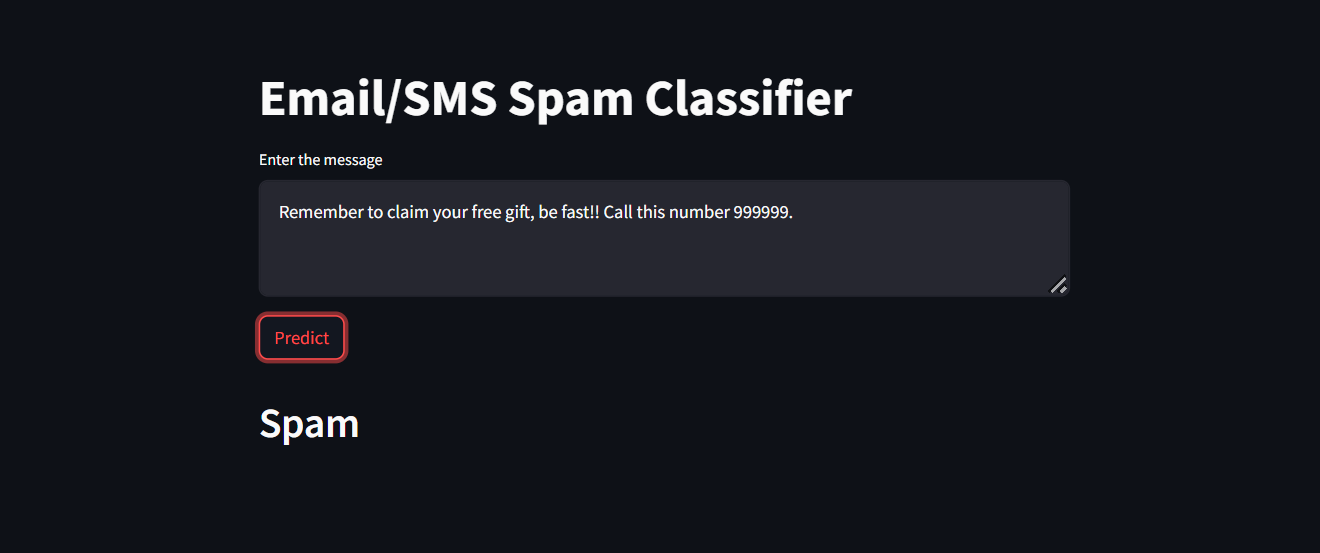 Email/SMS Spam Classifier
Enter the message
Remember to claim your free gift, be fast!! Call this number 999999.
Predict
Spam